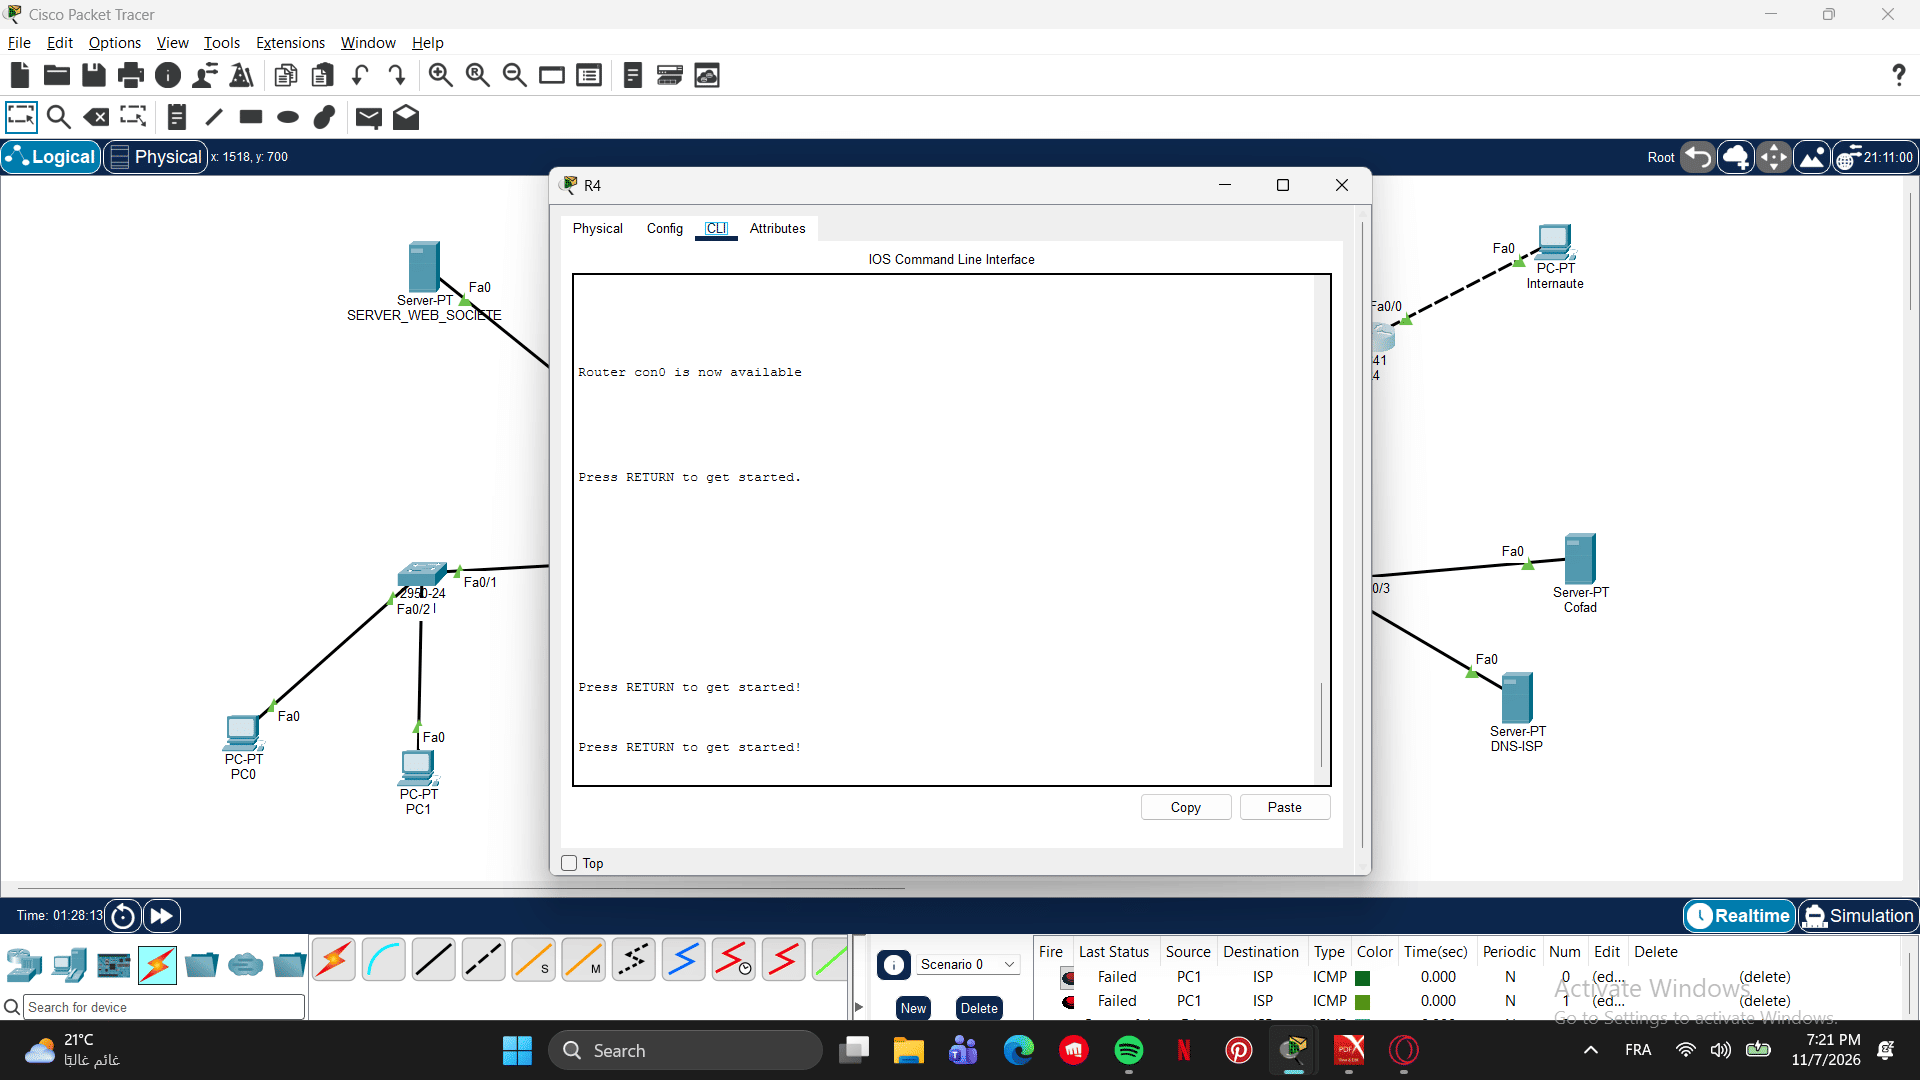 Cisco Packet Tracer
File Edit Options View Tools Extensions Window Help
Logical Physical x: 1518, y: 700 Root 21:11:00
R4
Physical Config CLI Attributes
IOS Command Line Interface
Router con0 is now available
Press RETURN to get started.
Press RETURN to get started!
Press RETURN to get started!
Copy Paste
Top
Fa0
Server-PT
SERVER_WEB_SOCIETE
Fa0/1
2950-24
Fa0/2
Fa0
PC-PT
PC0
Fa0
PC-PT
PC1
Fa0
PC-PT
Internaute
Fa0/0
41
4
Fa0
0/3
Server-PT
Cofad
Fa0
Server-PT
DNS-ISP
Time: 01:28:13 Realtime Simulation
S M
Search for device
Scenario 0
New Delete
Fire Last Status Source Destination Type Color Time(sec) Periodic Num Edit Delete
Failed PC1 ISP ICMP 0.000 N 0 (ed... (delete)
Failed PC1 ISP ICMP 0.000 N 1 (ed... (delete)
Activate Windows
Go to Settings to activate Windows.
21°C
غائم غالبًا
Search
FRA
7:21 PM
11/7/2026